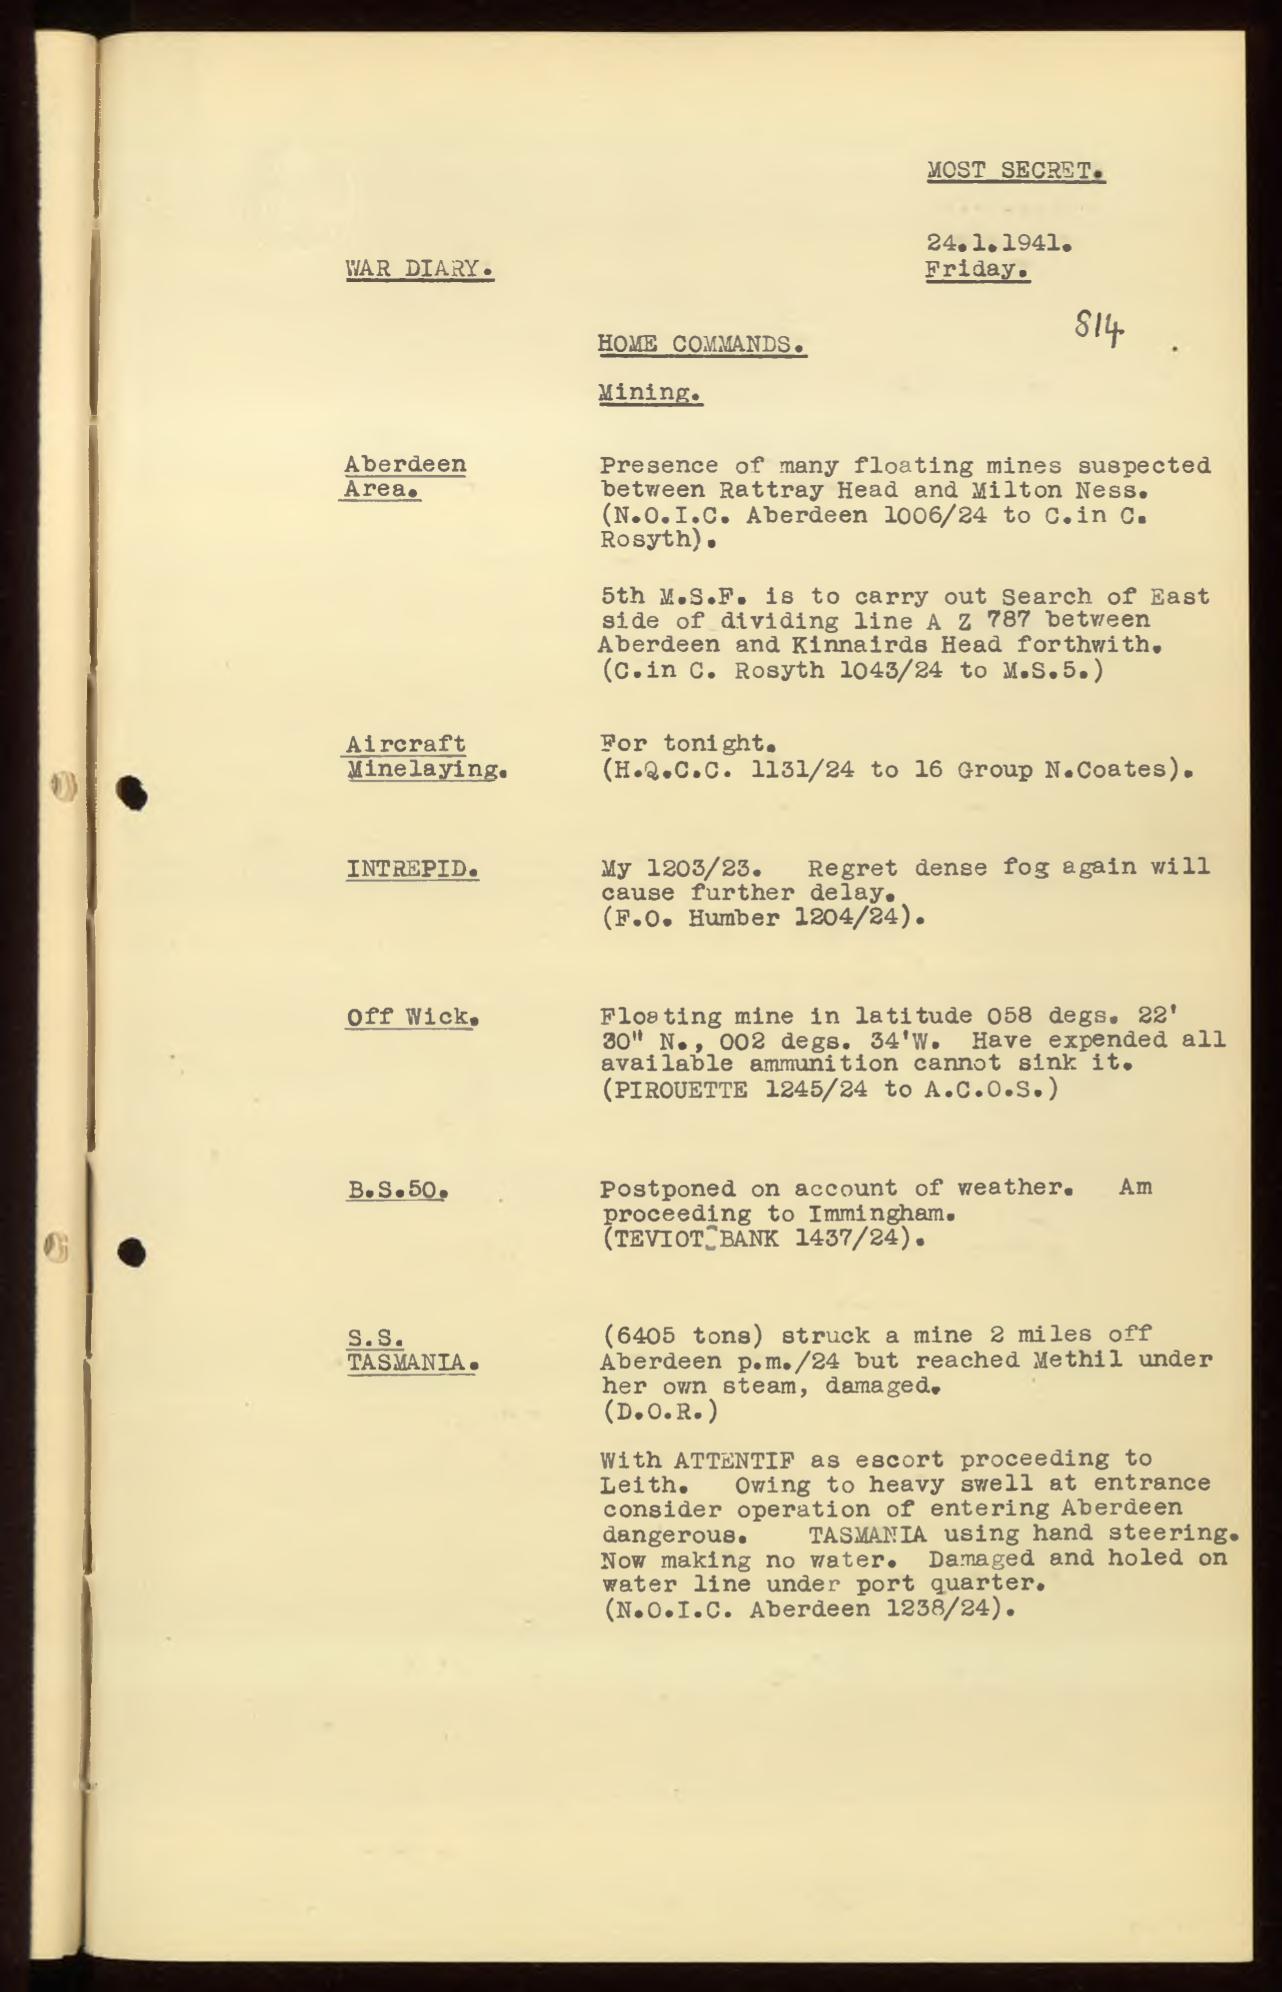 MOST SECRET.
24.1.1941.
WAR DIARY.
Friday.
814
HOME COMMANDS.
Mining.
Aberdeen
Area.
Presence of many floating mines suspected
between Rattray Head and Milton Ness.
(N.O.I.C. Aberdeen 1006/24 to C.in C.
Rosyth).
5th M.S.F. is to carry out Search of East
side of dividing line A Z 787 between
Aberdeen and Kinnairds Head forthwith.
(C.in C. Rosyth 1043/24 to M.S.5.)
Aircraft
Minelaying.
For tonight.
(H.Q.C.C. 1131/24 to 16 Group N.Coates).
INTREPID.
My 1203/23. Regret dense fog again will
cause further delay.
(F.O. Humber 1204/24).
Off Wick.
Floating mine in latitude 058 degs. 22'
30" N., 002 degs. 34'W. Have expended all
available ammunition cannot sink it.
(PIROUETTE 1245/24 to A.C.O.S.)
B.S.50.
Postponed on account of weather. Am
proceeding to Immingham.
(TEVIOT BANK 1437/24).
S.S.
TASMANIA.
(6405 tons) struck a mine 2 miles off
Aberdeen p.m./24 but reached Methil under
her own steam, damaged.
(D.O.R.)
With ATTENTIF as escort proceeding to
Leith. Owing to heavy swell at entrance
consider operation of entering Aberdeen
dangerous. TASMANIA using hand steering.
Now making no water. Damaged and holed on
water line under port quarter.
(N.O.I.C. Aberdeen 1238/24).